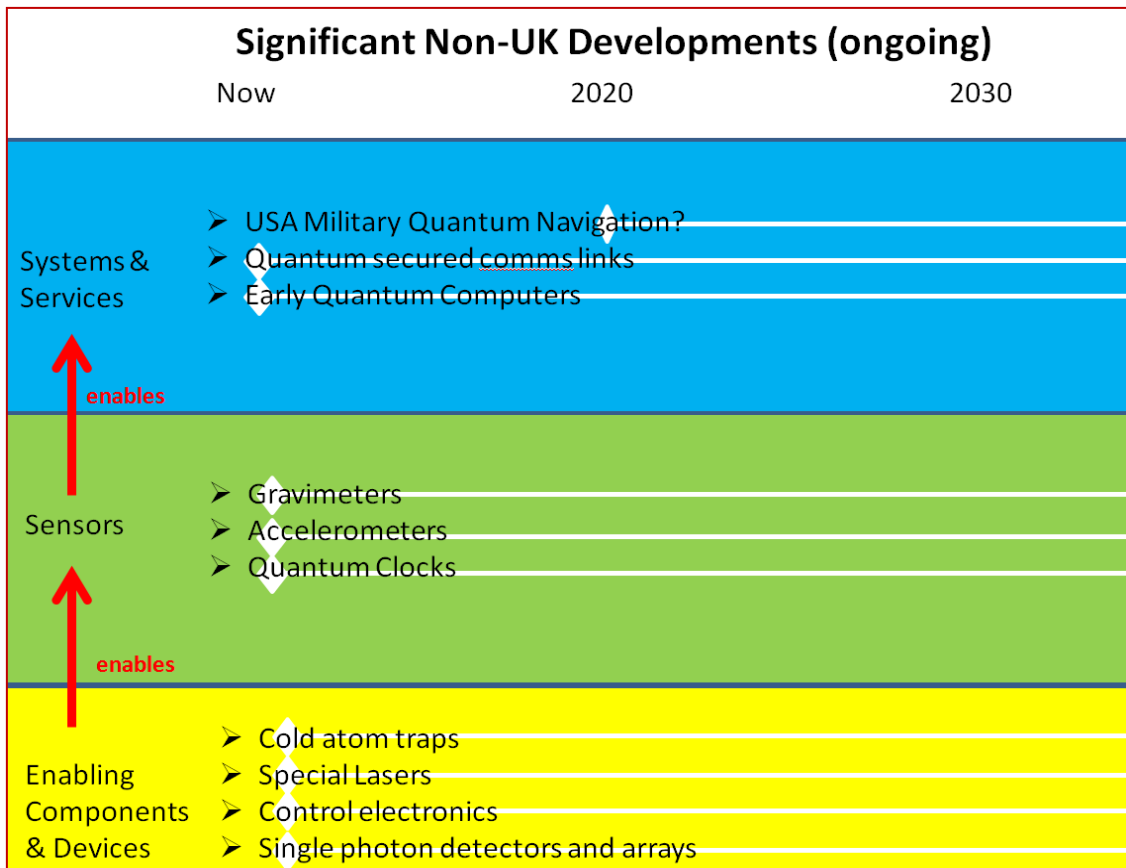 Significant Non-UK Developments (ongoing)
Now 2020 2030
Systems &
Services
➢ USA Military Quantum Navigation?
➢ Quantum secured comms links
➢ Early Quantum Computers
enables
Sensors
➢ Gravimeters
➢ Accelerometers
➢ Quantum Clocks
enables
Enabling
Components
& Devices
➢ Cold atom traps
➢ Special Lasers
➢ Control electronics
➢ Single photon detectors and arrays